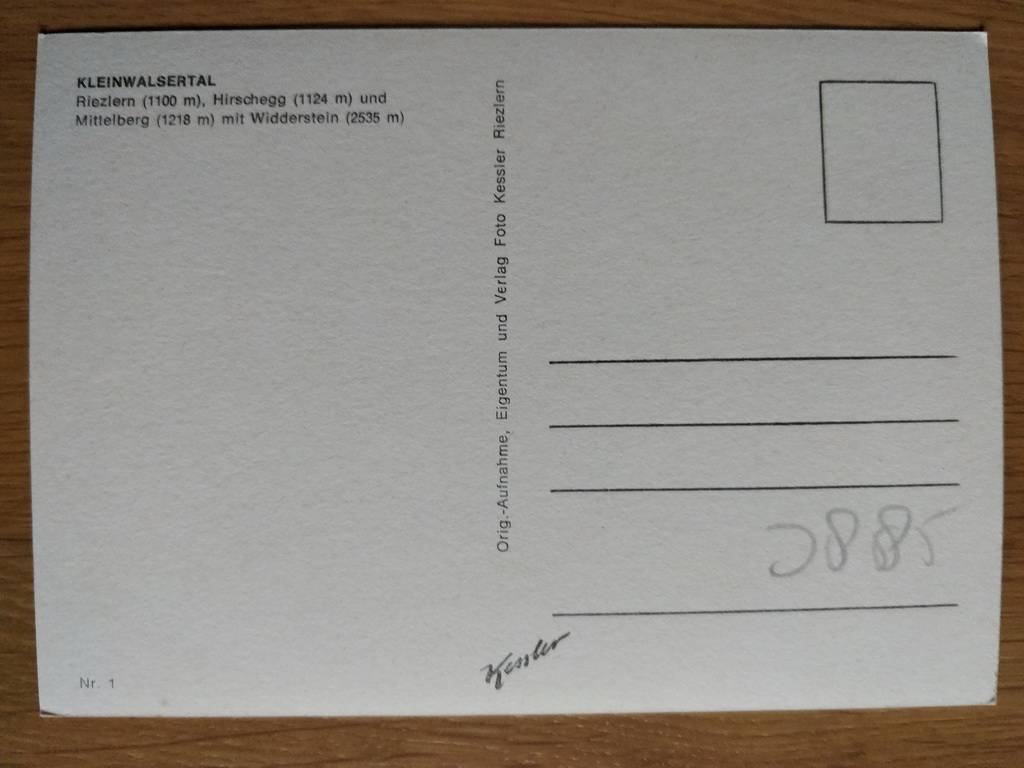 KLEINWALSERTAL
Riezlern (1100 m), Hirschegg (1124 m) und
Mittelberg (1218 m) mit Widderstein (2535 m)
Orig.-Aufnahme, Eigentum und Verlag Foto Kessler Riezlern
Kessler
Nr. 1